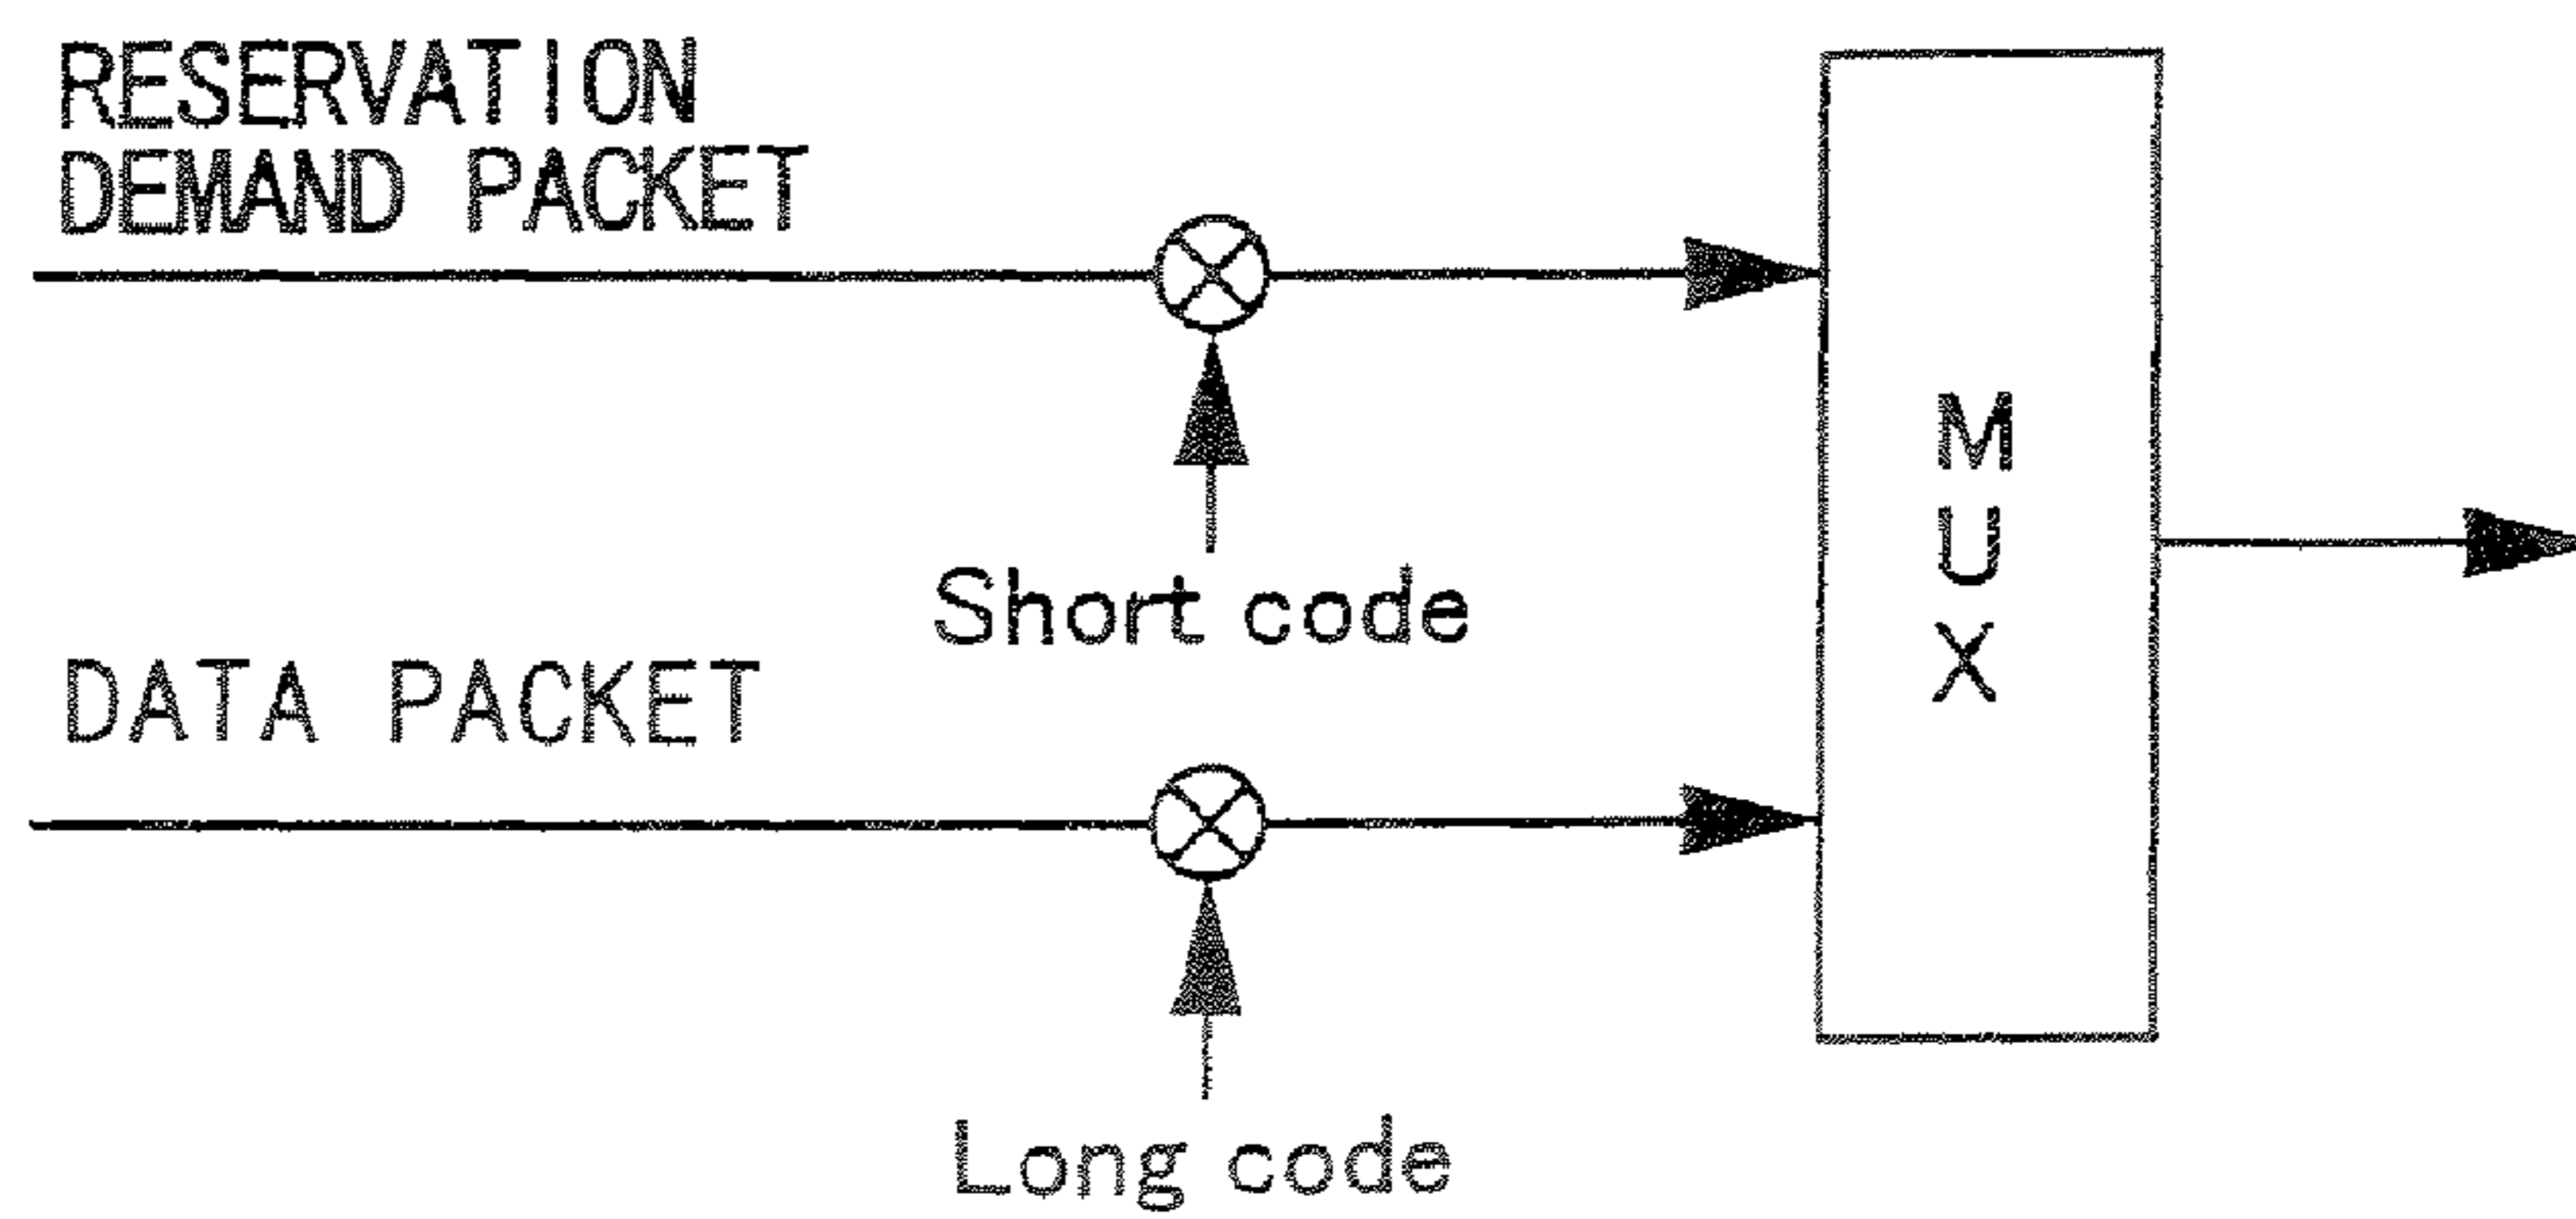 RESERVATION
DEMAND PACKET
Short code
DATA PACKET
Long code
M
U
X